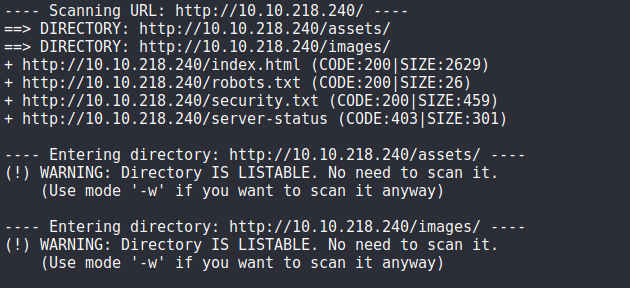 ---- Scanning URL: http://10.10.218.240/ ----
==> DIRECTORY: http://10.10.218.240/assets/
==> DIRECTORY: http://10.10.218.240/images/
+ http://10.10.218.240/index.html (CODE:200|SIZE:2629)
+ http://10.10.218.240/robots.txt (CODE:200|SIZE:26)
+ http://10.10.218.240/security.txt (CODE:200|SIZE:459)
+ http://10.10.218.240/server-status (CODE:403|SIZE:301)

---- Entering directory: http://10.10.218.240/assets/ ----
(!) WARNING: Directory IS LISTABLE. No need to scan it.
    (Use mode '-w' if you want to scan it anyway)

---- Entering directory: http://10.10.218.240/images/ ----
(!) WARNING: Directory IS LISTABLE. No need to scan it.
    (Use mode '-w' if you want to scan it anyway)